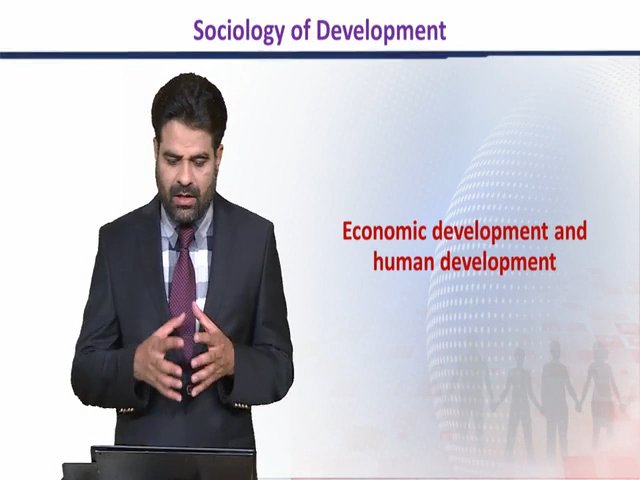 Sociology of Development
Economic development and
human development